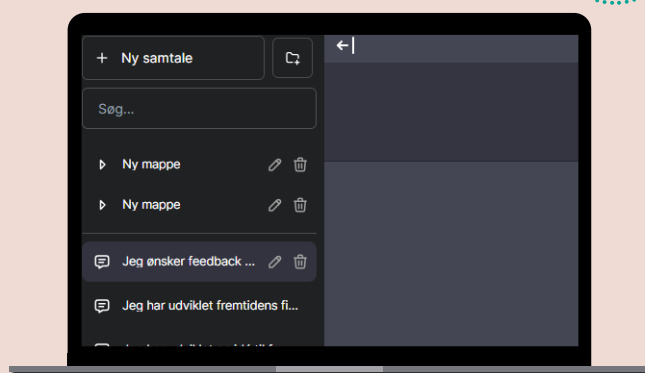 + Ny samtale
Søg...
Ny mappe
Ny mappe
Jeg ønsker feedback ...
Jeg har udviklet fremtidens fi...